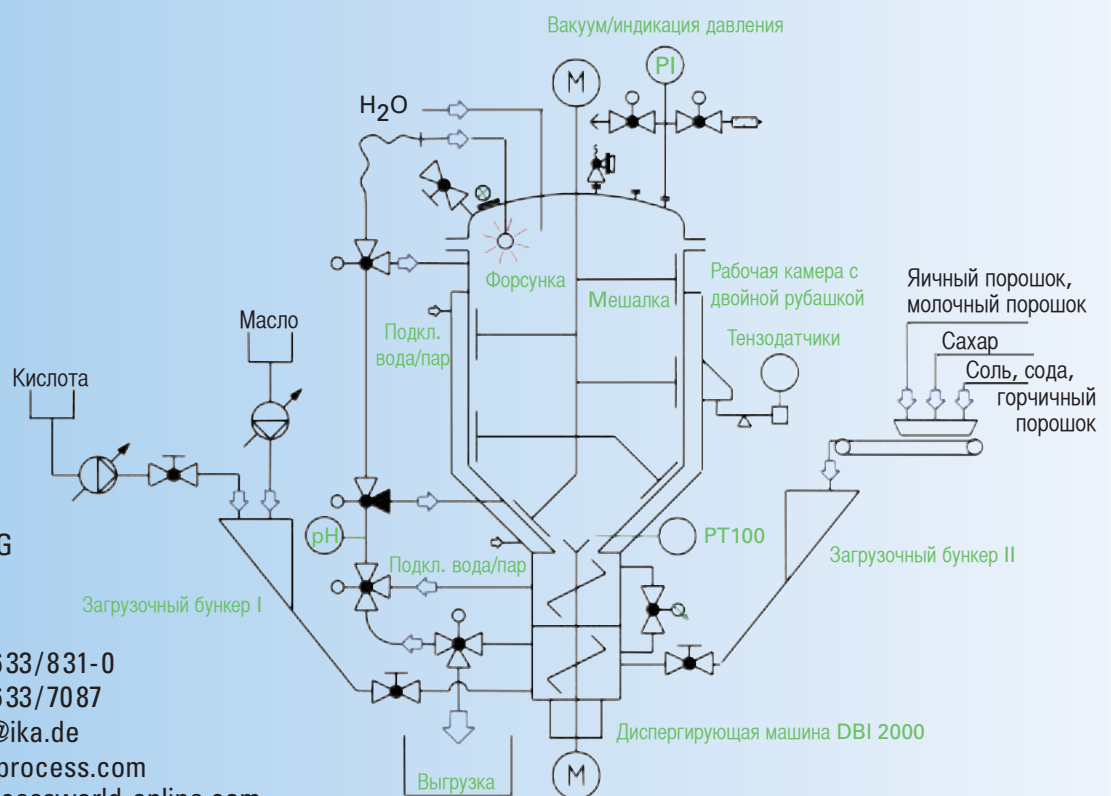 Вакуум/индикация давления
PI
M
H2O
Форсунка
Мешалка
Рабочая камера с
двойной рубашкой
Яичный порошок,
молочный порошок
Сахар
Соль, сода,
горчичный
порошок
Масло
Подкл.
вода/пар
Тензодатчики
Кислота
pH
PT100
G
Подкл. вода/пар
Загрузочный бункер II
Загрузочный бункер I
633/831-0
633/7087
@ika.de
process.com
Диспергирующая машина DBI 2000
M
Выгрузка